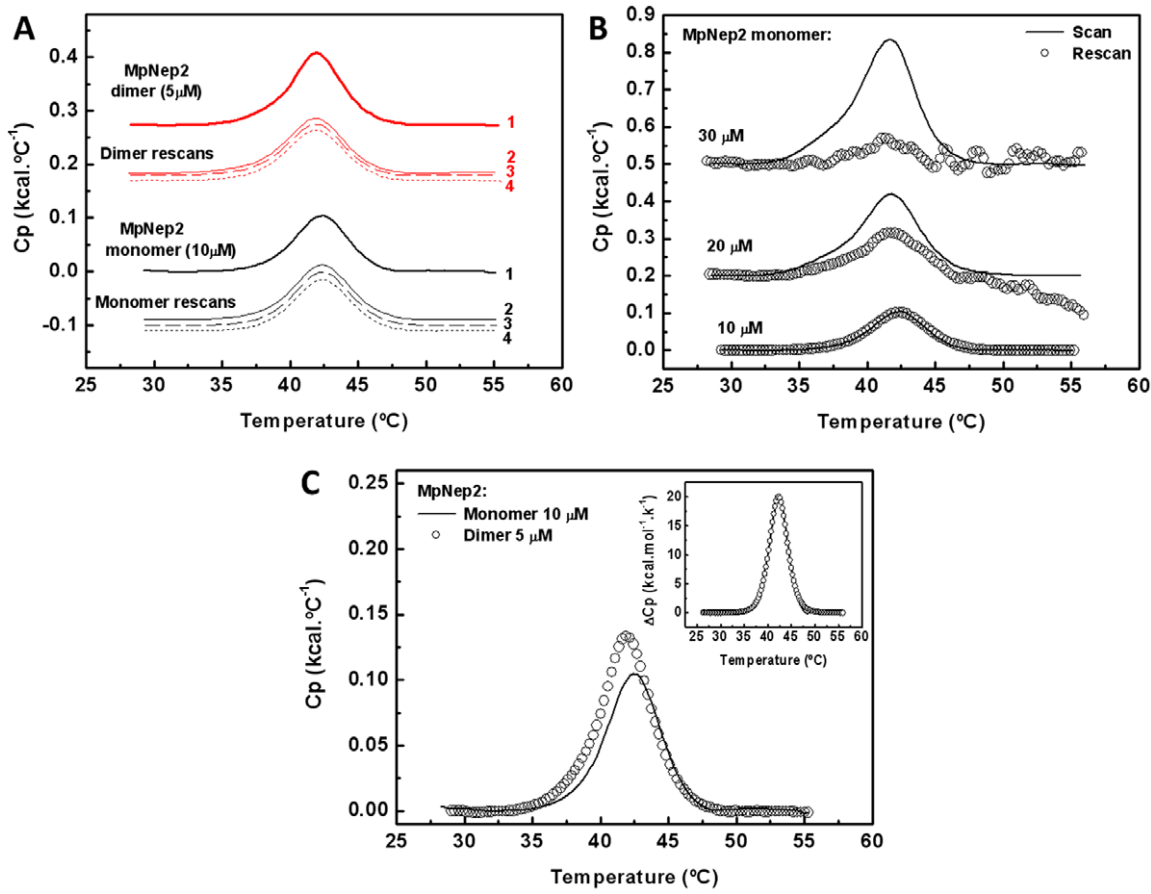 A
MpNep2
dimer (5µM)
Dimer rescans
MpNep2
monomer (10µM)
Monomer rescans
1
2
3
4
1
2
3
4
0.4
0.3
0.2
0.1
0.0
-0.1
Cp (kcal.ºC⁻¹)
25 30 35 40 45 50 55 60
Temperature (ºC)
B
MpNep2 monomer:
Scan
Rescan
30 µM
20 µM
10 µM
0.9
0.8
0.7
0.6
0.5
0.4
0.3
0.2
0.1
0.0
Cp (kcal.ºC⁻¹)
25 30 35 40 45 50 55 60
Temperature (ºC)
C
MpNep2:
Monomer 10 µM
Dimer 5 µM
0.25
0.20
0.15
0.10
0.05
0.00
Cp (kcal.ºC⁻¹)
25 30 35 40 45 50 55 60
Temperature (ºC)
20
15
10
5
0
ΔCp (kcal.mol⁻¹.k⁻¹)
25 30 35 40 45 50 55 60
Temperature (ºC)